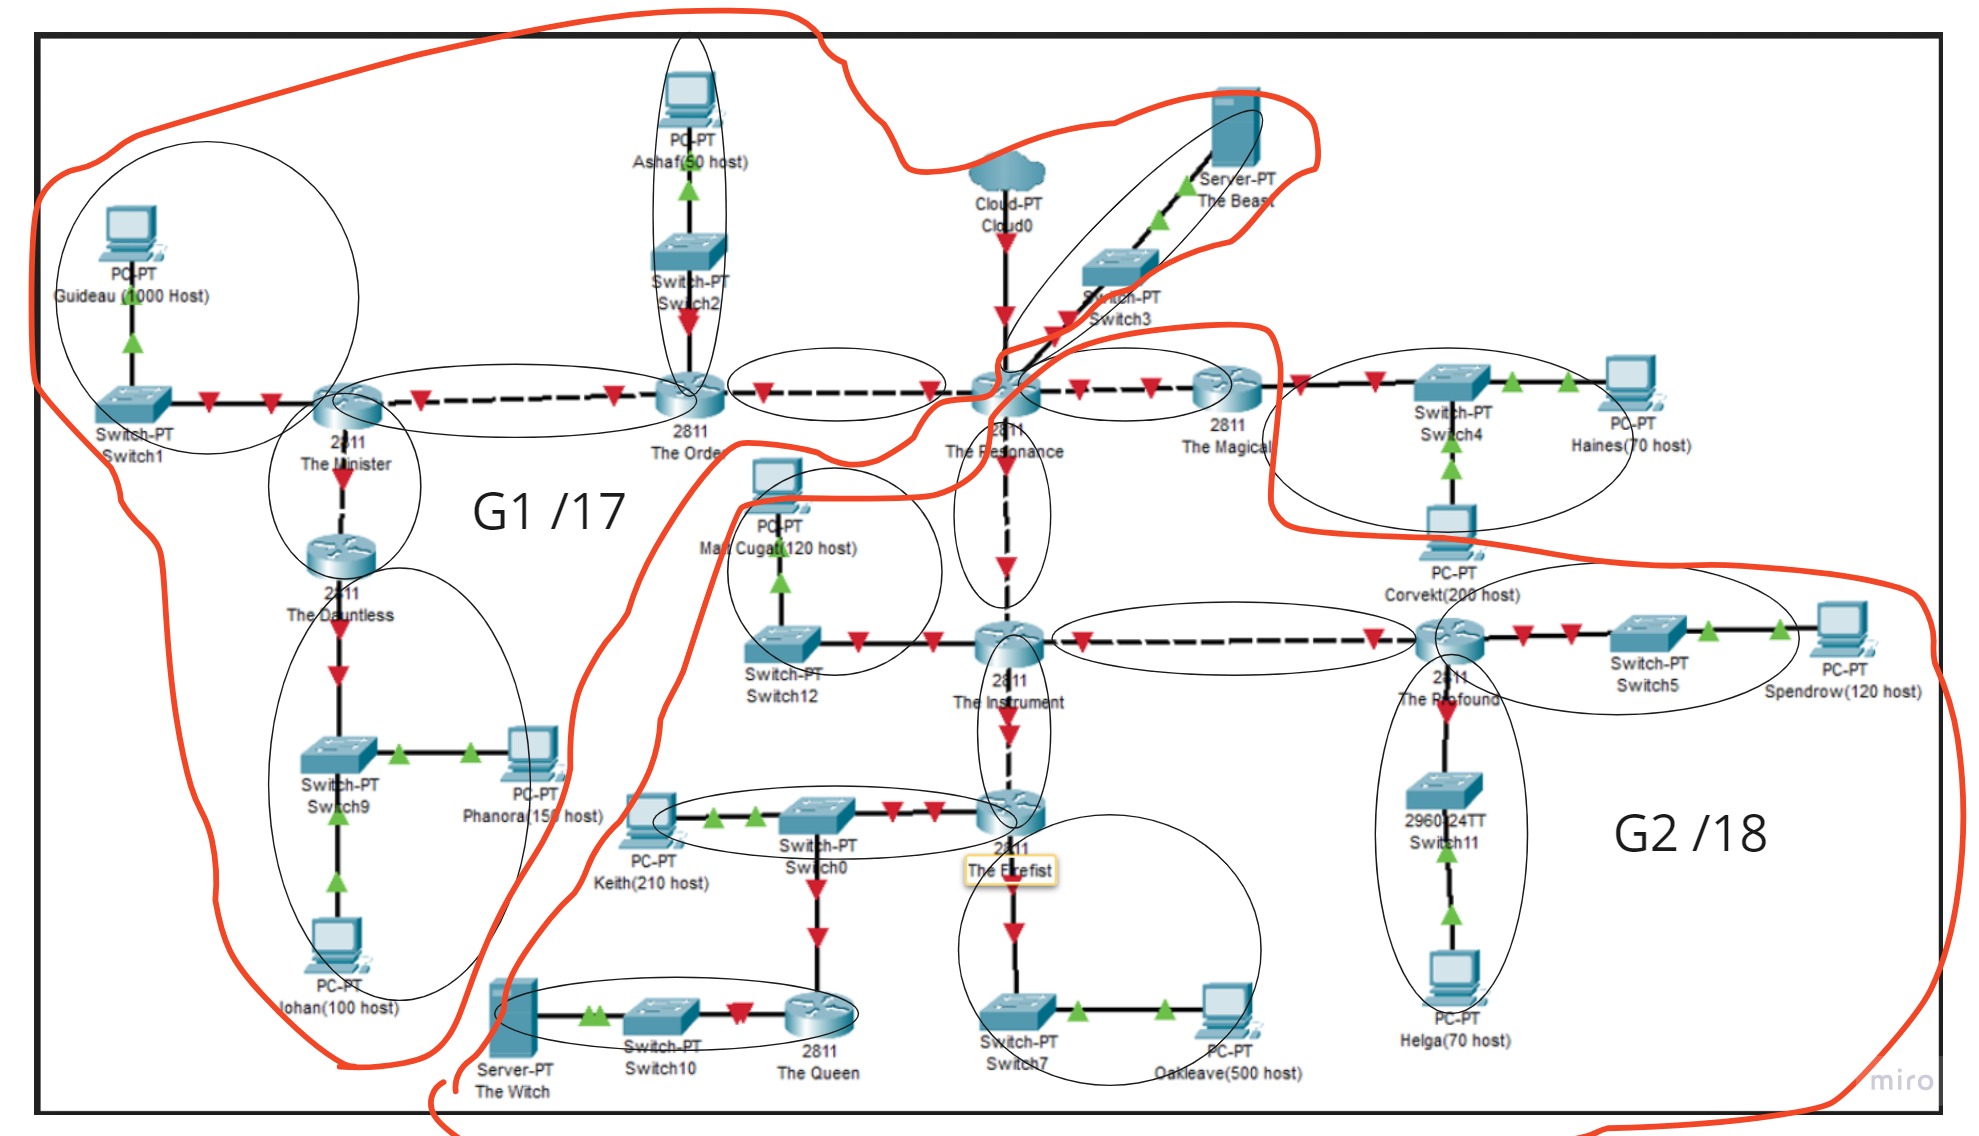 PC-PT
Ashaf(50 host)
Server-PT
The Beast
Cloud-PT
Cloud0
PC-PT
Guideau (1000 Host)
Switch-PT
Switch2
Switch-PT
Switch3
Switch-PT
Switch1
2811
The Minister
2811
The Order
2811
The Resonance
2811
The Magical
Switch-PT
Switch4
PC-PT
Haines(70 host)
G1 /17
PC-PT
Matt Cugat(120 host)
PC-PT
Corvekt(200 host)
2811
The Dauntless
Switch-PT
Switch12
2811
The Instrument
2811
The Profound
Switch-PT
Switch5
PC-PT
Spendrow(120 host)
Switch-PT
Switch9
PC-PT
Phanora(150 host)
PC-PT
Keith(210 host)
Switch-PT
Switch0
2811
The Firefist
2960-24TT
Switch11
G2 /18
PC-PT
Johan(100 host)
Server-PT
The Witch
Switch-PT
Switch10
2811
The Queen
Switch-PT
Switch7
PC-PT
Oakleave(500 host)
PC-PT
Helga(70 host)
miro